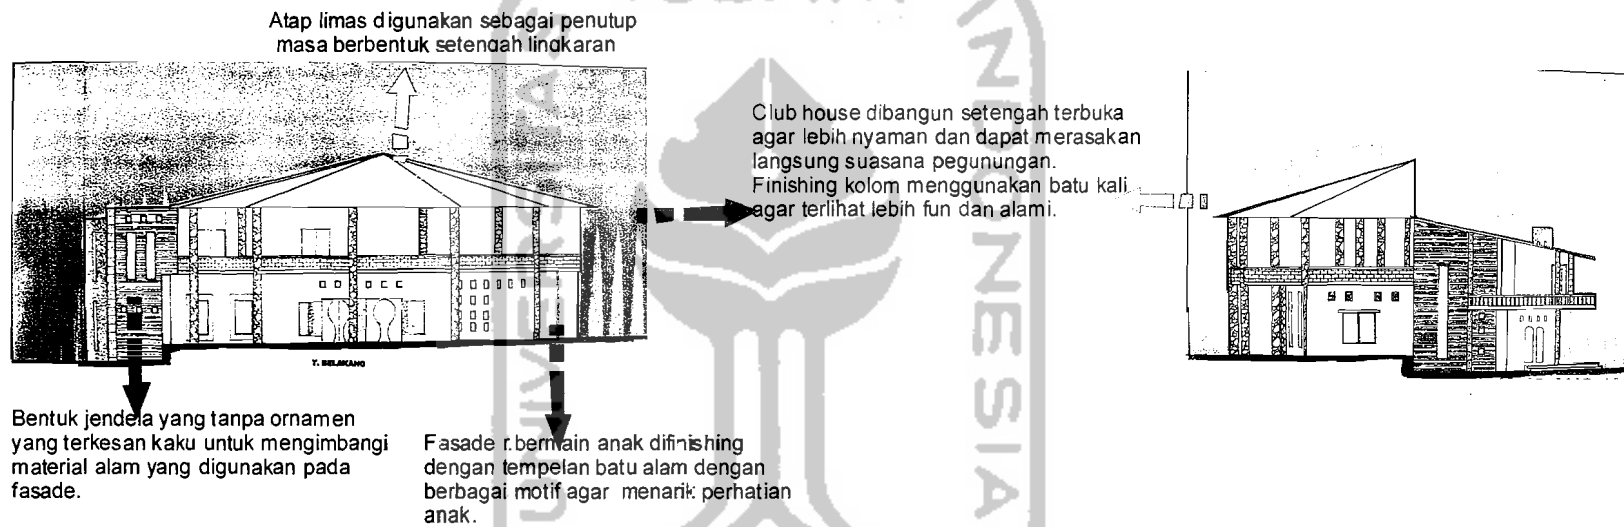 Atap limas digunakan sebagai penutup
masa berbentuk setengah lingkaran
Club house dibangun setengah terbuka
agar lebih nyaman dan dapat merasakan
langsung suasana pegunungan.
Finishing kolom menggunakan batu kali
agar terlihat lebih fun dan alami.
T. BELAKANG
Bentuk jendela yang tanpa ornamen
yang terkesan kaku untuk mengimbangi
material alam yang digunakan pada
fasade.
Fasade r.bermain anak difinishing
dengan tempelan batu alam dengan
berbagai motif agar menarik perhatian
anak.
UNIVERSITAS
INDONESIA